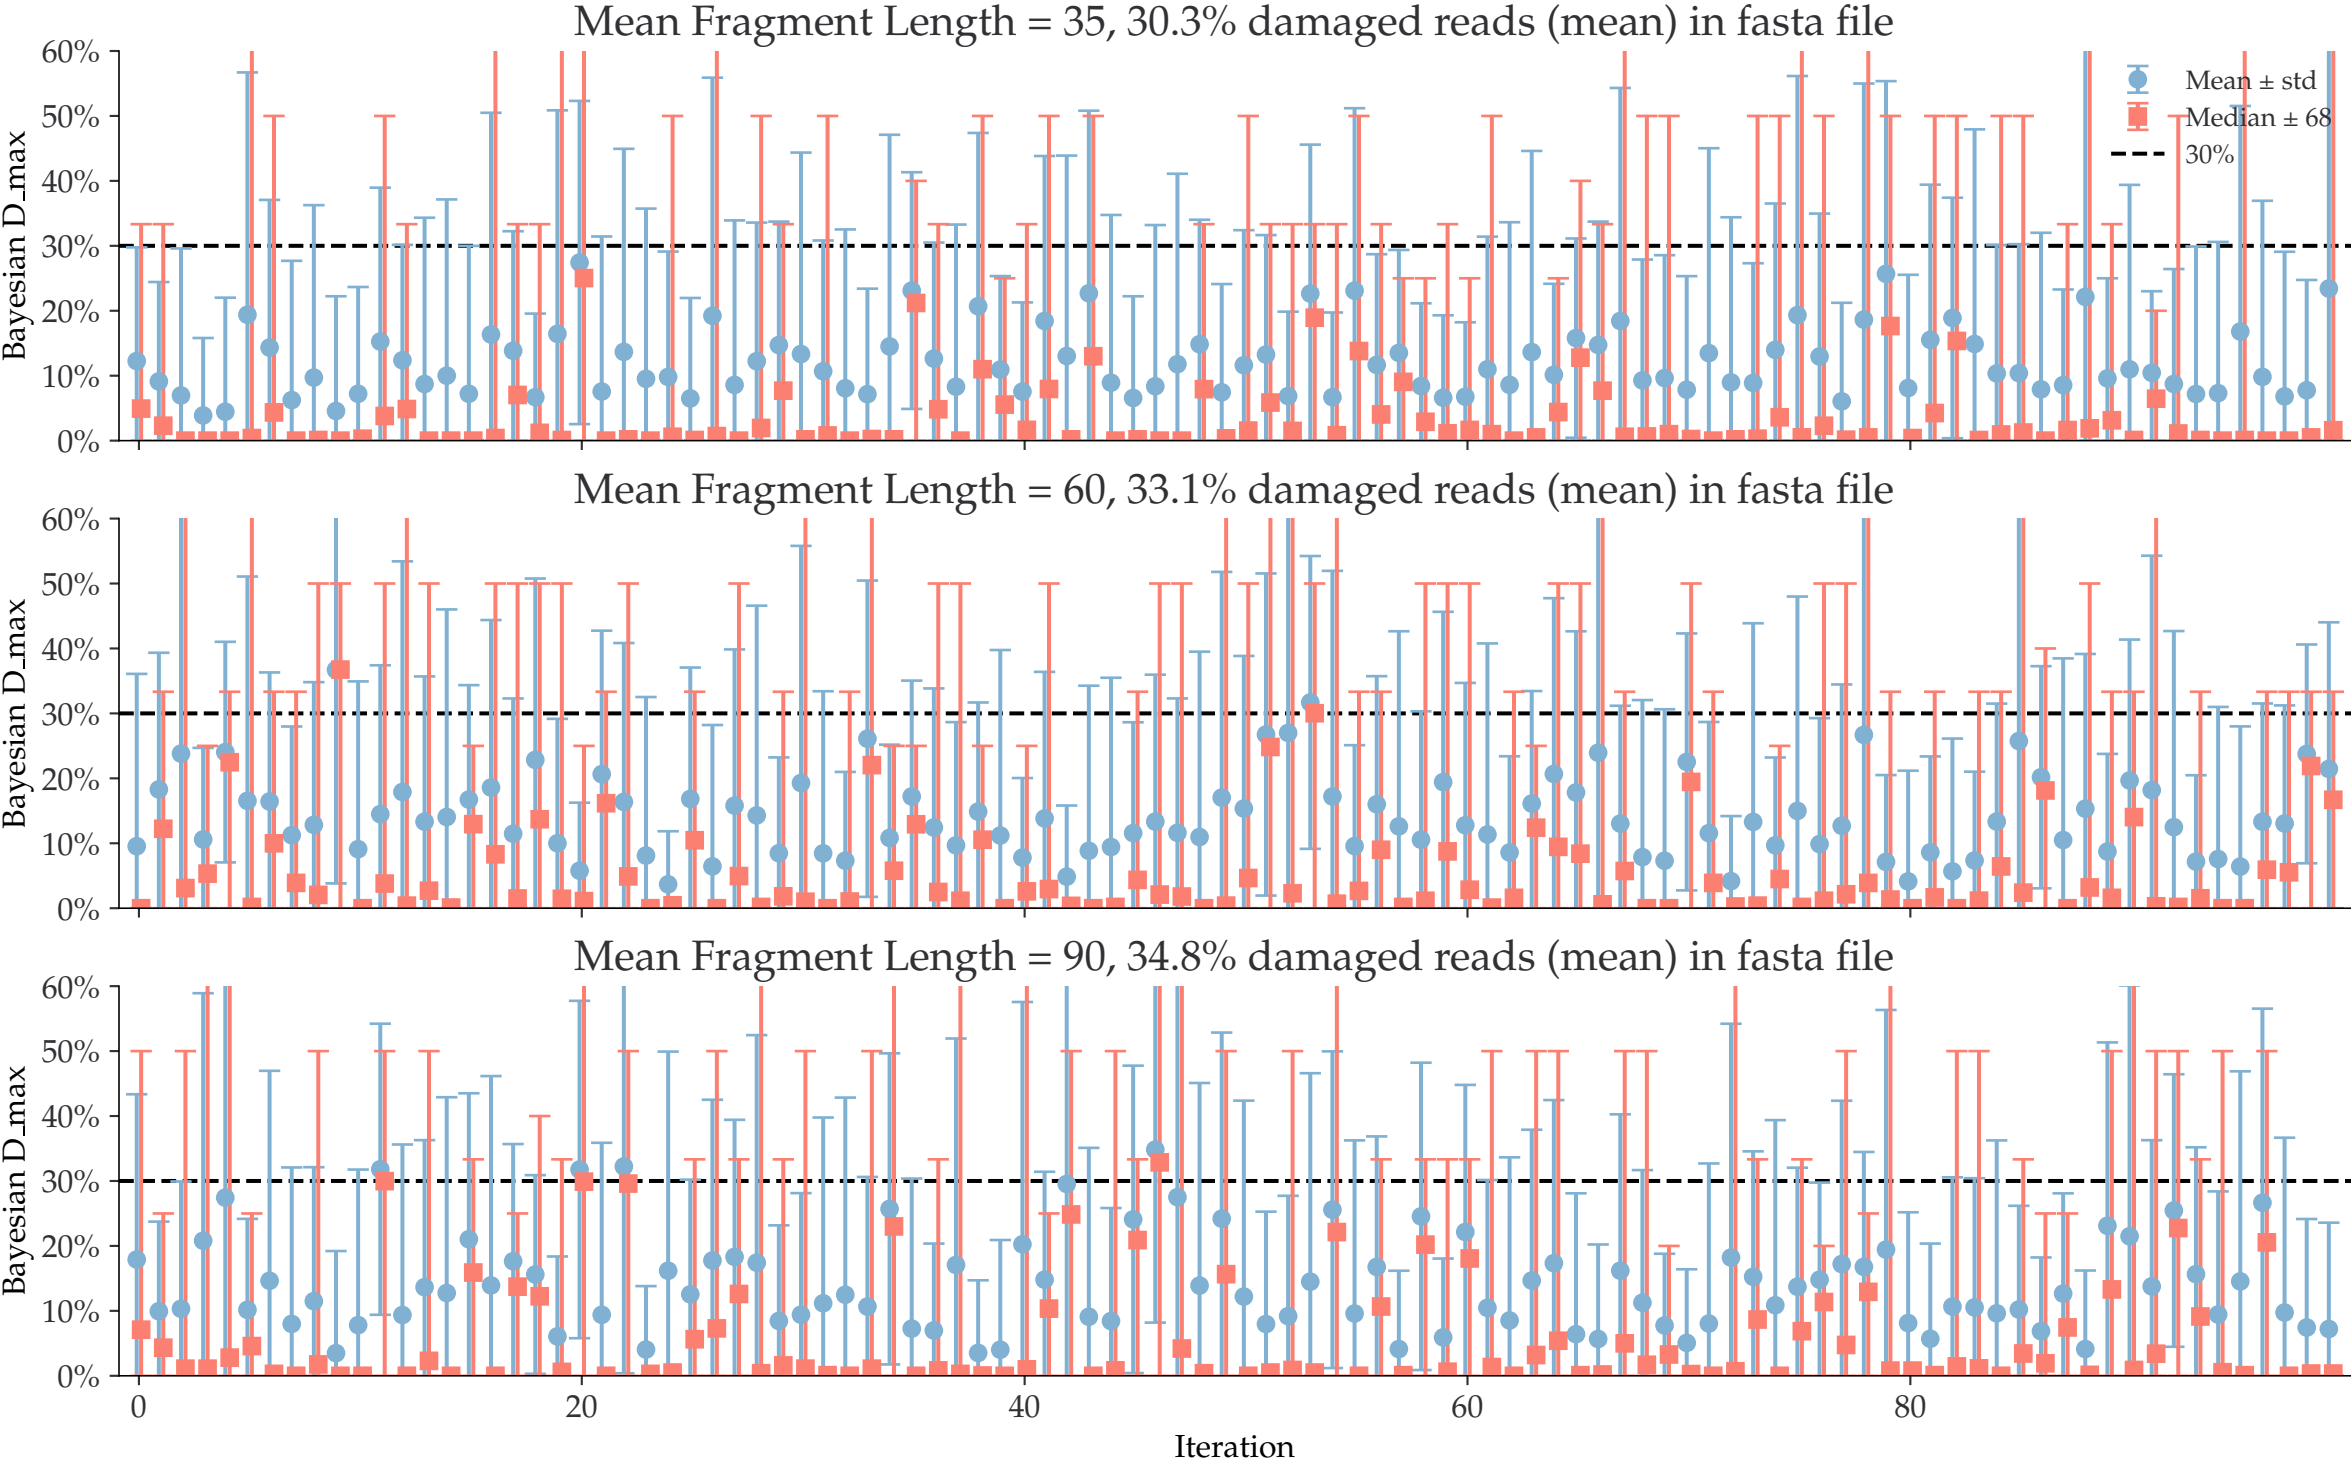 Mean Fragment Length = 35, 30.3% damaged reads (mean) in fasta file
60%
50%
40%
30%
20%
10%
0%
Bayesian D_max
Mean ± std
Median ± 68
30%
Mean Fragment Length = 60, 33.1% damaged reads (mean) in fasta file
60%
50%
40%
30%
20%
10%
0%
Bayesian D_max
Mean Fragment Length = 90, 34.8% damaged reads (mean) in fasta file
60%
50%
40%
30%
20%
10%
0%
Bayesian D_max
0 20 40 60 80
Iteration